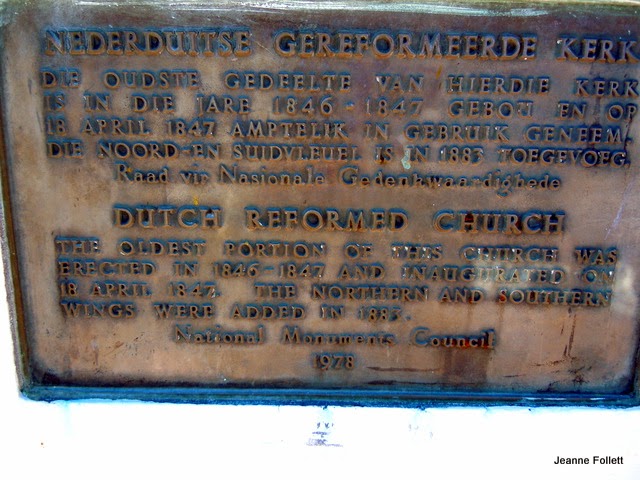 NEDERDUITSE GEREFORMEERDE KERK
DIE OUDSTE GEDEELTE VAN HIERDIE KERK
IS IN DIE JARE 1846-1847 GEBOU EN OP
18 APRIL 1847 AMPTELIK IN GEBRUIK GENEEM.
DIE NOORD-EN SUIDVLEUEL IS IN 1883 TOEGEVOEG.
Raad vir Nasionale Gedenkwaardighede
DUTCH REFORMED CHURCH
THE OLDEST PORTION OF THIS CHURCH WAS
ERECTED IN 1846-1847 AND INAUGURATED ON
18 APRIL 1847. THE NORTHERN AND SOUTHERN
WINGS WERE ADDED IN 1883.
National Monuments Council
1978
Jeanne Follett